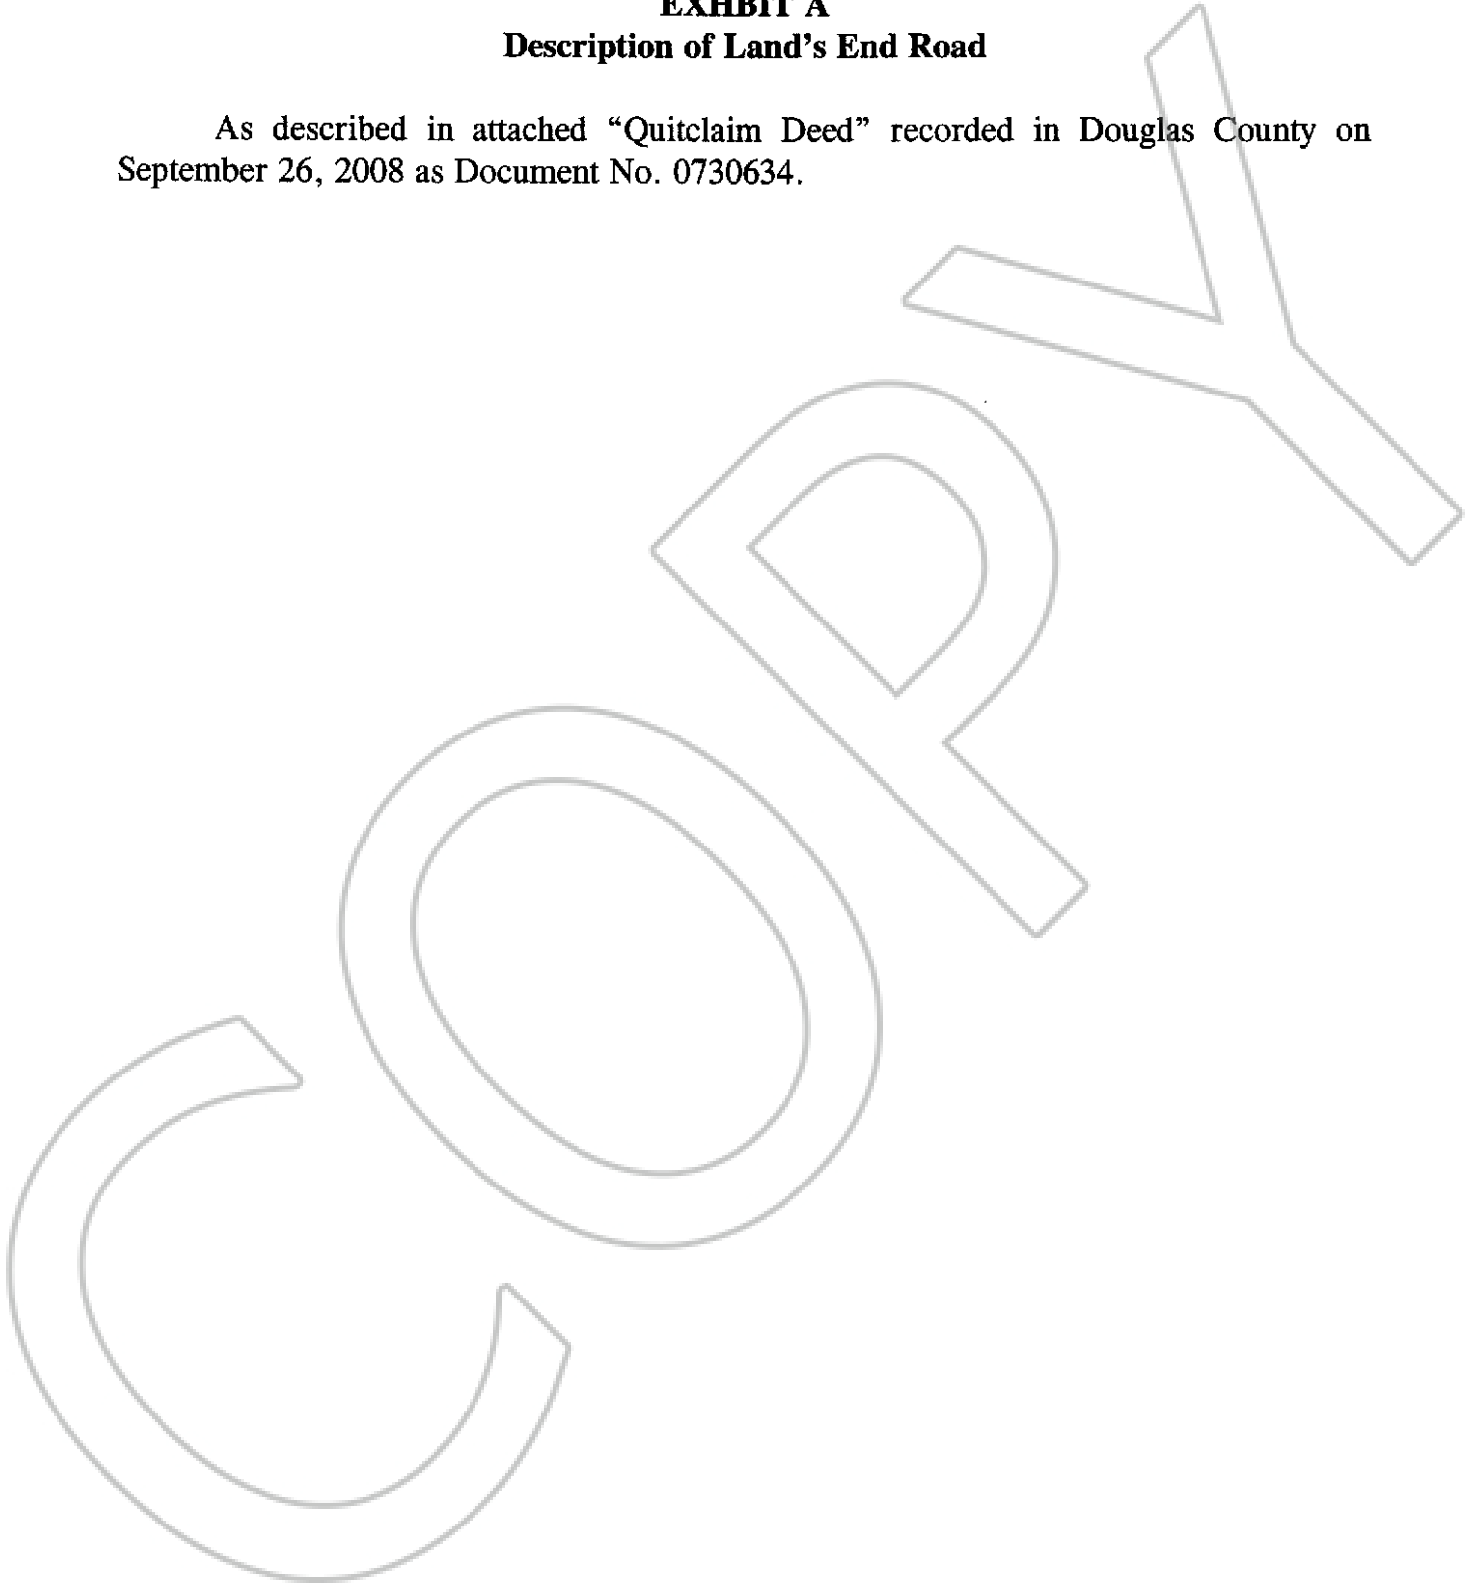 EXHBIT A
Description of Land's End Road
As described in attached “Quitclaim Deed” recorded in Douglas County on
September 26, 2008 as Document No. 0730634.
COPY